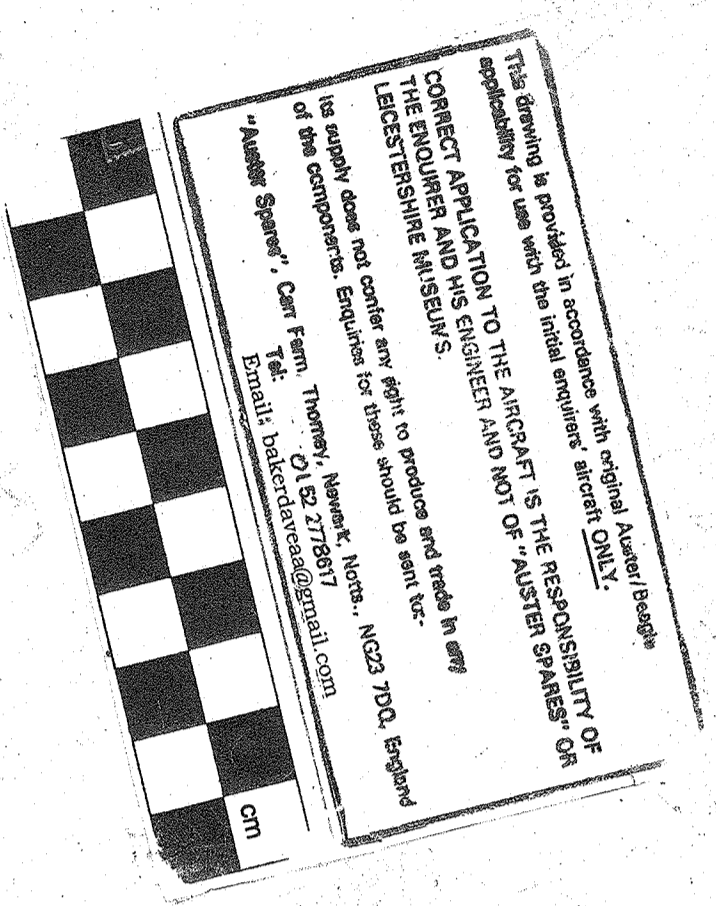 This drawing is provided in accordance with original Auster/Beagle
applicability for use with the initial enquirers' aircraft ONLY.
CORRECT APPLICATION TO THE AIRCRAFT IS THE RESPONSIBILITY OF
THE ENQUIRER AND HIS ENGINEER AND NOT OF "AUSTER SPARES" OR
LEICESTERSHIRE MUSEUMS.
Its supply does not confer any right to produce and trade in any
of the components. Enquiries for these should be sent to:-
"Auster Spares", Carr Farm, Thorney, Newark, Notts., NG23 7DQ, England
Tel: 0152 2778617
Email: bakerdaveaa@gmail.com
cm